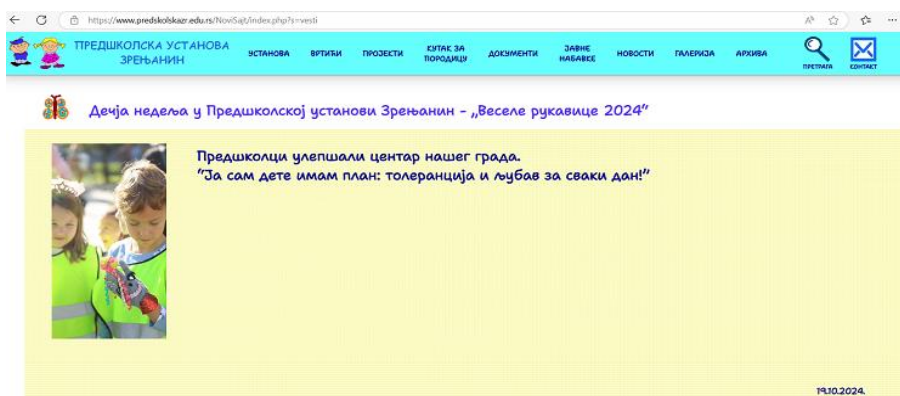 https://www.predskolskazr.edu.rs/NoviSajt/index.php?s=vesti
ПРЕДШКОЛСКА УСТАНОВА
ЗРЕЊАНИН
УСТАНОВА
ВРТИЋИ
ПРОЈЕКТИ
КУТАК ЗА
ПОРОДИЦУ
ДОКУМЕНТИ
ЈАВНЕ
НАБАВКЕ
НОВОСТИ
ГАЛЕРИЈА
АРХИВА
ПРЕТРАГА
КОНТАКТ
Дечја недеља у Предшколској установи Зрењанин - „Веселе рукавице 2024"
Предшколци улепшали центар нашег града.
"Ја сам дете имам план: толеранција и љубав за сваки дан!"
19.10.2024.